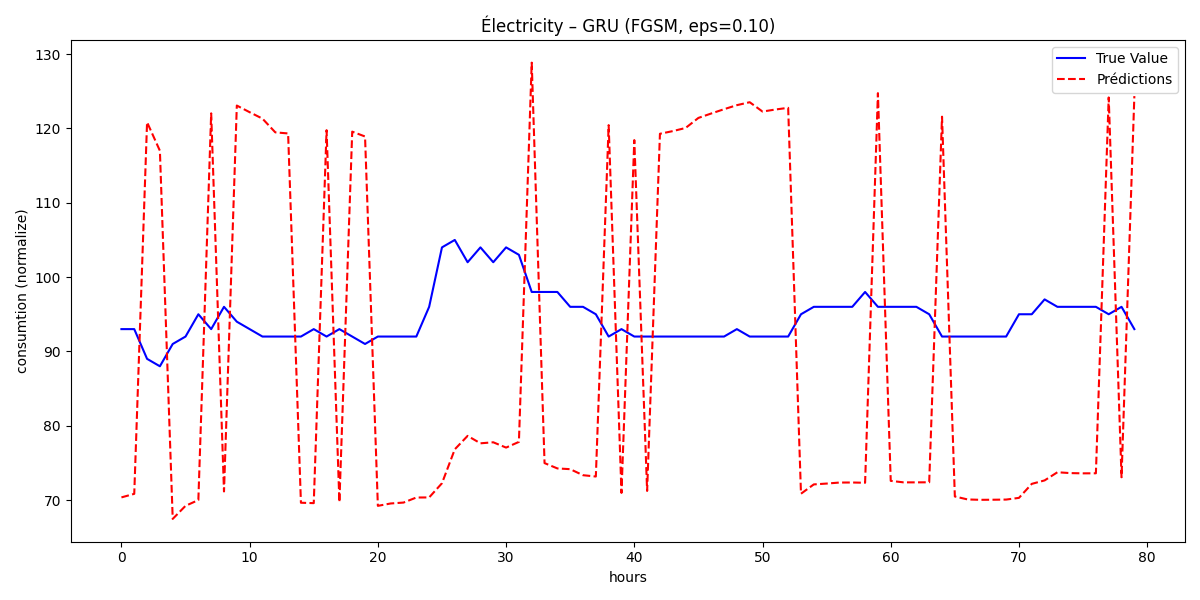 Électricity – GRU (FGSM, eps=0.10)
True Value
Prédictions
consumtion (normalize)
130
120
110
100
90
80
70
0 10 20 30 40 50 60 70 80
hours